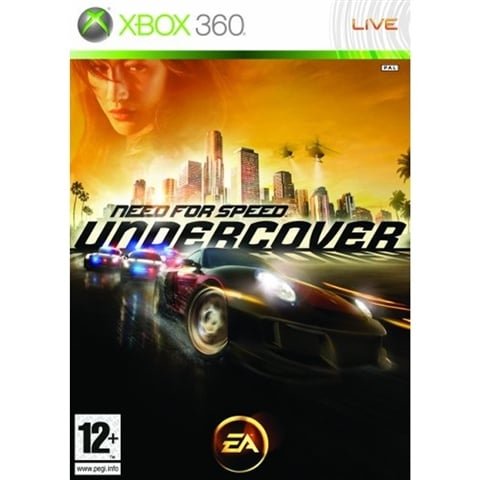 XBOX 360
LIVE
PAL
NEED FOR SPEED
UNDERCOVER
12+
www.pegi.info
EA